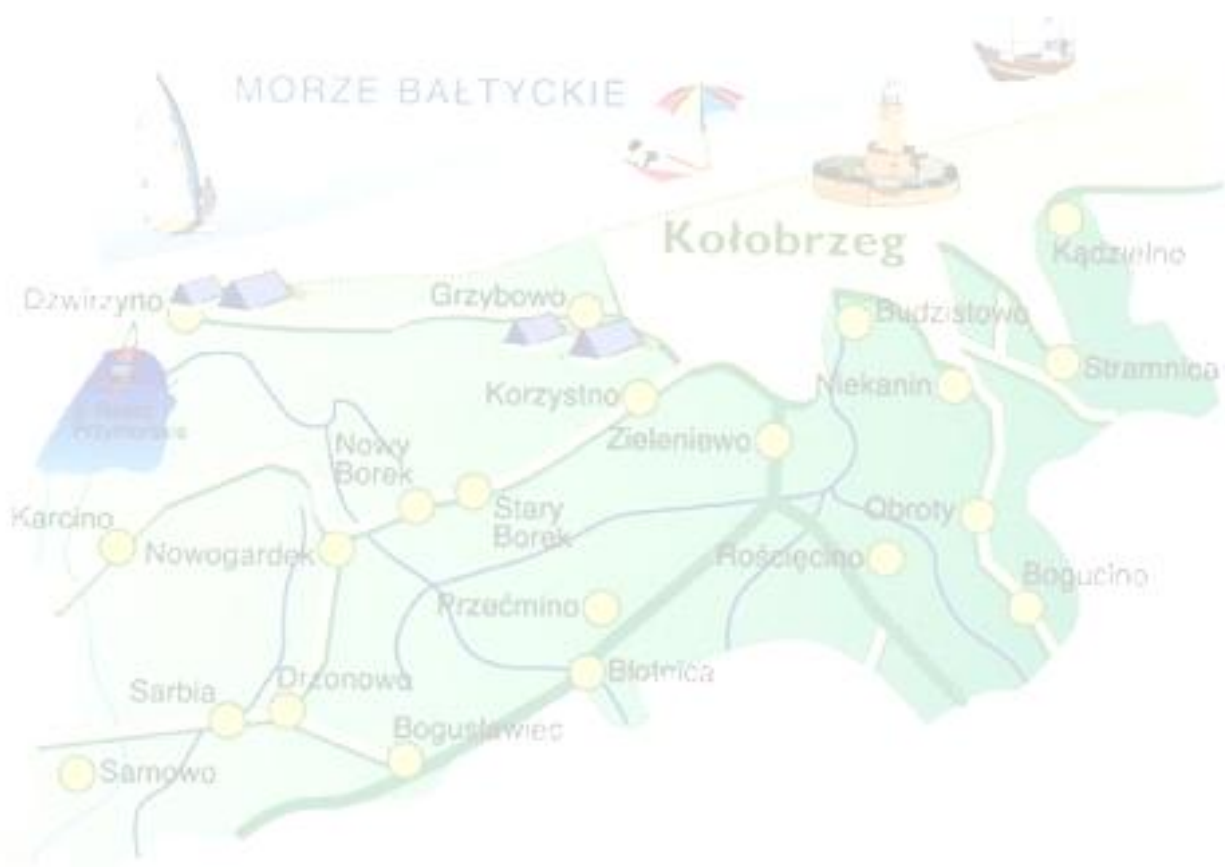 MORZE BAŁTYCKIE
Kołobrzeg
Kądzielno
Dźwirzyno
Grzybowo
Budzistowo
Stramnica
Niekanin
Korzystno
Zieleniewo
Nowy
Borek
Stary
Borek
Karcino
Nowogardek
Obroty
Rościęcino
Bogucino
Przećmino
Błotnica
Drzonowo
Sarbia
Bogusławiec
Samowo